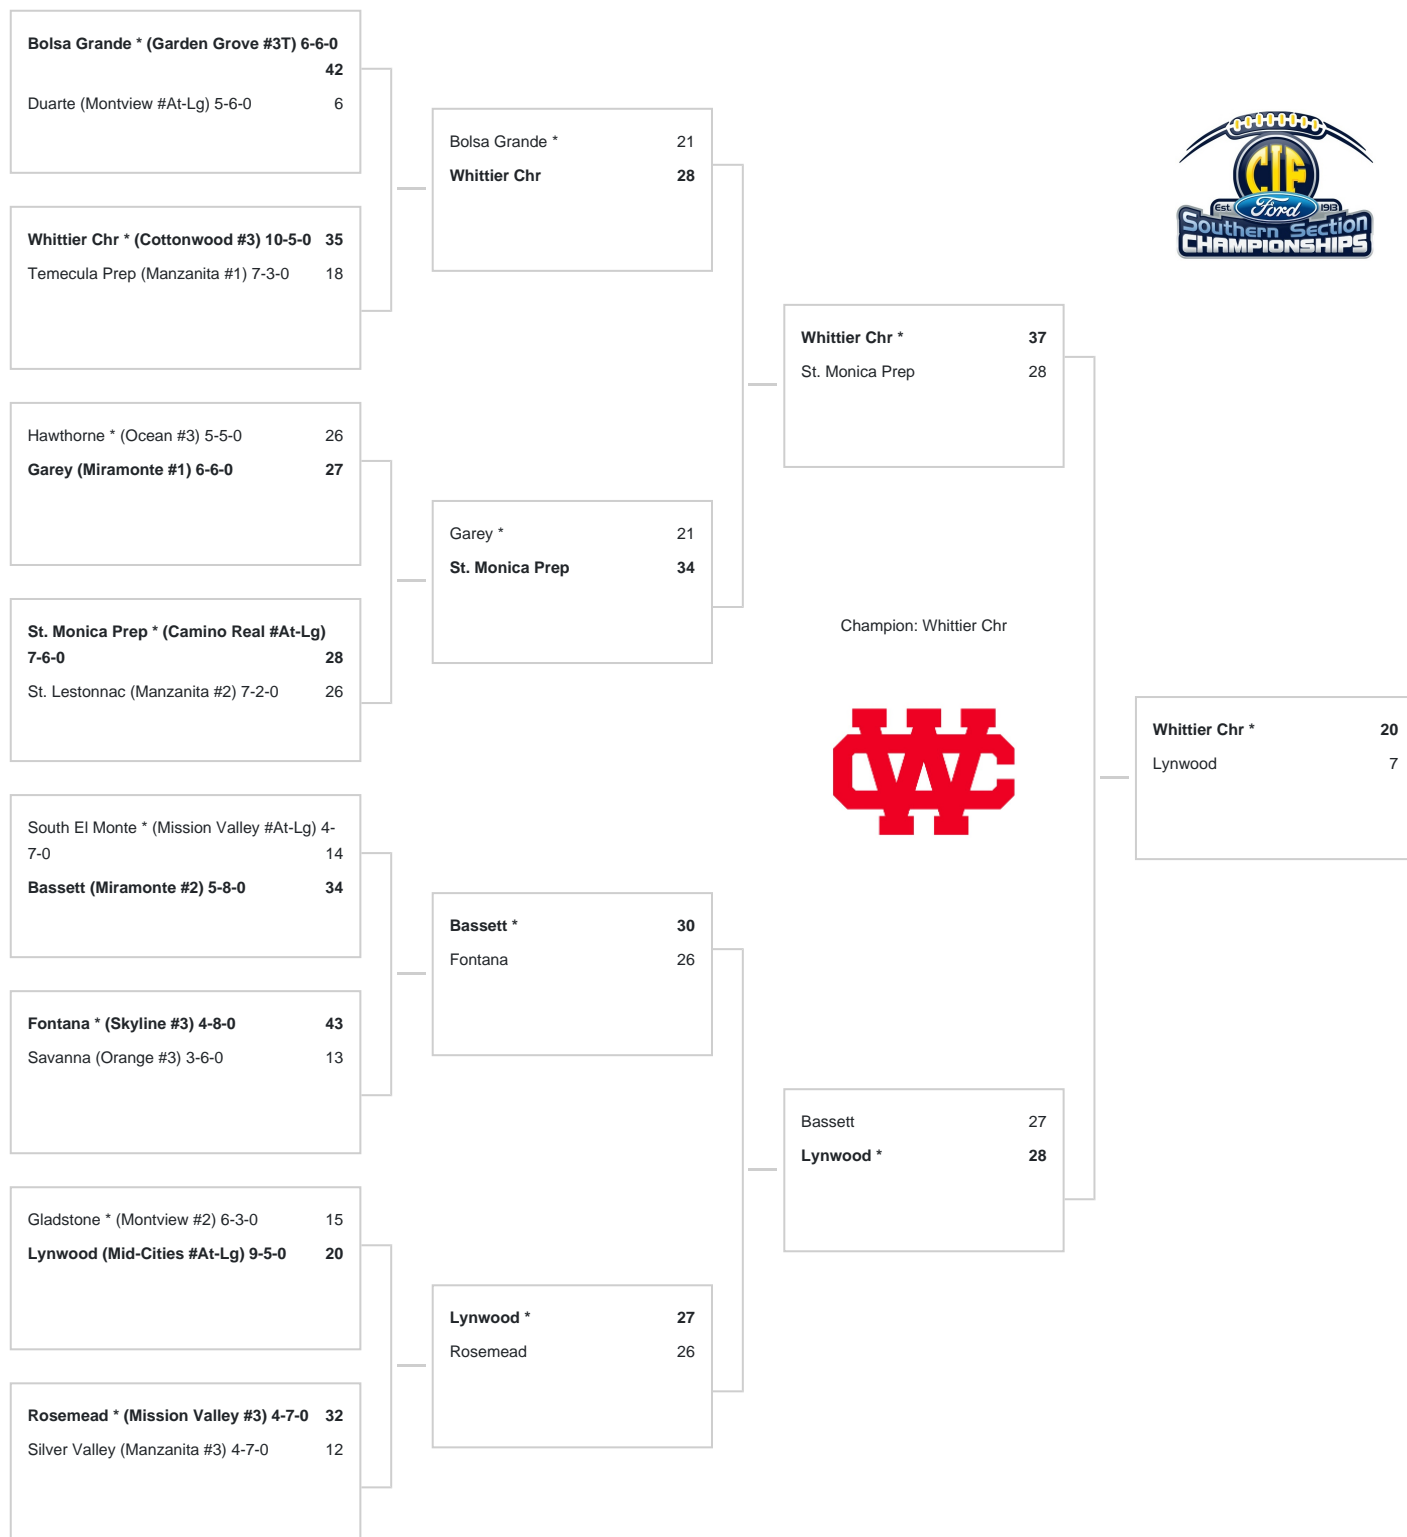 Bolsa Grande * (Garden Grove #3T) 6-6-0
42
Duarte (Montview #At-Lg) 5-6-0 6
Whittier Chr * (Cottonwood #3) 10-5-0 35
Temecula Prep (Manzanita #1) 7-3-0 18
Hawthorne * (Ocean #3) 5-5-0 26
Garey (Miramonte #1) 6-6-0 27
St. Monica Prep * (Camino Real #At-Lg)
7-6-0 28
St. Lestonnac (Manzanita #2) 7-2-0 26
South El Monte * (Mission Valley #At-Lg) 4-
7-0 14
Bassett (Miramonte #2) 5-8-0 34
Fontana * (Skyline #3) 4-8-0 43
Savanna (Orange #3) 3-6-0 13
Gladstone * (Montview #2) 6-3-0 15
Lynwood (Mid-Cities #At-Lg) 9-5-0 20
Rosemead * (Mission Valley #3) 4-7-0 32
Silver Valley (Manzanita #3) 4-7-0 12
Bolsa Grande * 21
Whittier Chr 28
Garey * 21
St. Monica Prep 34
Bassett * 30
Fontana 26
Lynwood * 27
Rosemead 26
Whittier Chr * 37
St. Monica Prep 28
Bassett 27
Lynwood * 28
Champion: Whittier Chr
WC
Whittier Chr * 20
Lynwood 7
CIF
Est. Ford 1913
Southern Section
CHAMPIONSHIPS